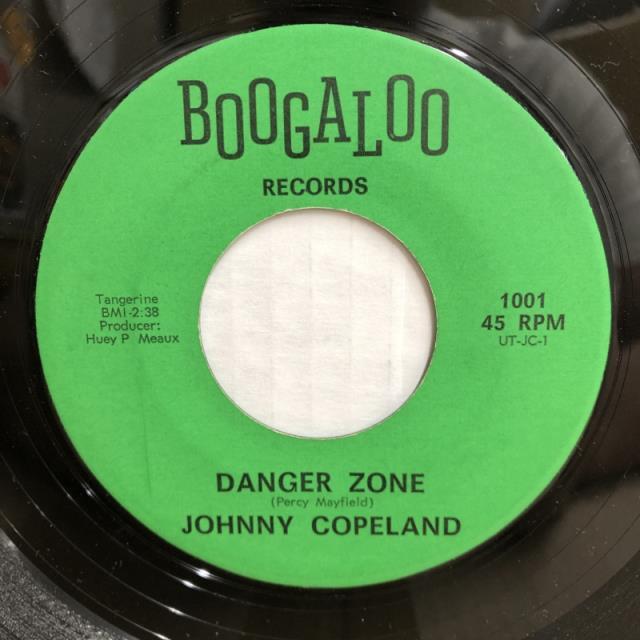 BOOGALOO
RECORDS
Tangerine
BMI-2:38
Producer:
Huey P Meaux
1001
45 RPM
UT-JC-1
DANGER ZONE
(Percy Mayfield)
JOHNNY COPELAND